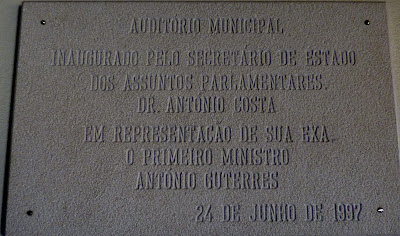 AUDITÓRIO MUNICIPAL
INAUGURADO PELO SECRETÁRIO DE ESTADO
DOS ASSUNTOS PARLAMENTARES.
DR. ANTÓNIO COSTA
EM REPRESENTAÇÃO DE SUA EXA.
O PRIMEIRO MINISTRO
ANTÓNIO GUTERRES
24 DE JUNHO DE 1997